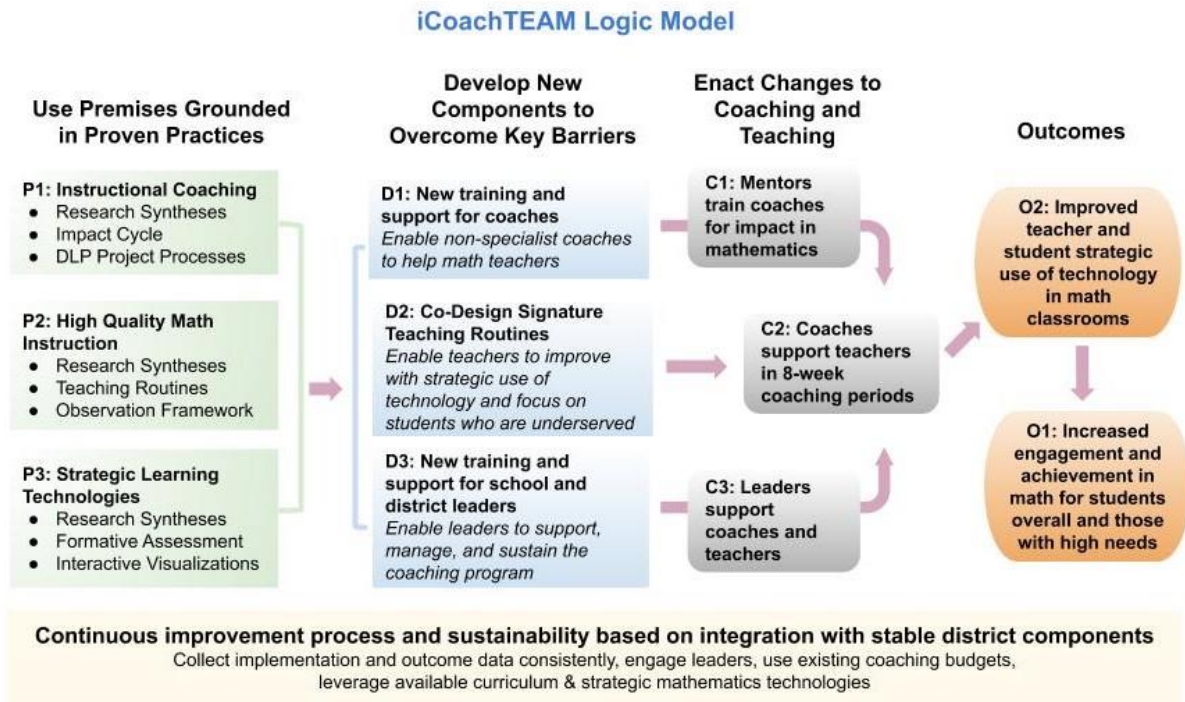 iCoachTEAM Logic Model
Use Premises Grounded
in Proven Practices
P1: Instructional Coaching
● Research Syntheses
● Impact Cycle
● DLP Project Processes
P2: High Quality Math
Instruction
● Research Syntheses
● Teaching Routines
● Observation Framework
P3: Strategic Learning
Technologies
● Research Syntheses
● Formative Assessment
● Interactive Visualizations
Develop New
Components to
Overcome Key Barriers
D1: New training and
support for coaches
Enable non-specialist coaches
to help math teachers
D2: Co-Design Signature
Teaching Routines
Enable teachers to improve
with strategic use of
technology and focus on
students who are underserved
D3: New training and
support for school and
district leaders
Enable leaders to support,
manage, and sustain the
coaching program
Enact Changes to
Coaching and
Teaching
C1: Mentors
train coaches
for impact in
mathematics
C2: Coaches
support teachers
in 8-week
coaching periods
C3: Leaders
support
coaches and
teachers
Outcomes
O2: Improved
teacher and
student strategic
use of technology
in math
classrooms
O1: Increased
engagement and
achievement in
math for students
overall and those
with high needs
Continuous improvement process and sustainability based on integration with stable district components
Collect implementation and outcome data consistently, engage leaders, use existing coaching budgets,
leverage available curriculum & strategic mathematics technologies